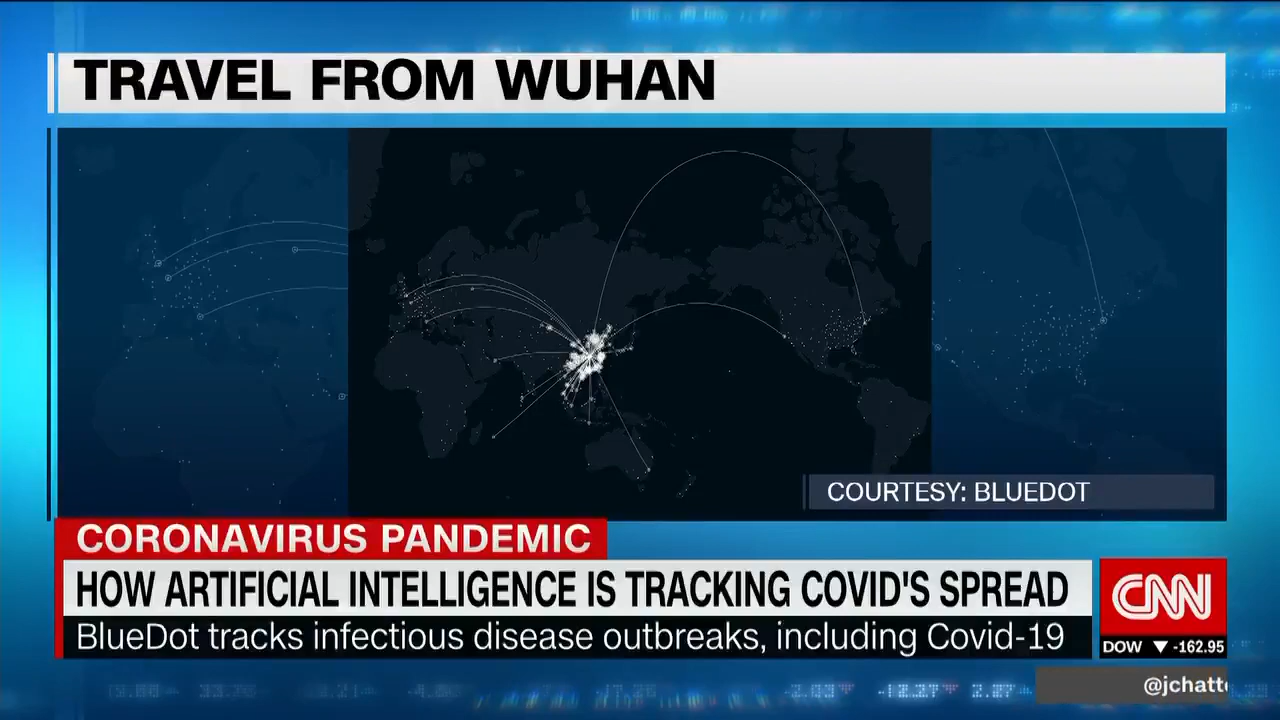 TRAVEL FROM WUHAN
COURTESY: BLUEDOT
CORONAVIRUS PANDEMIC
HOW ARTIFICIAL INTELLIGENCE IS TRACKING COVID'S SPREAD
BlueDot tracks infectious disease outbreaks, including Covid-19
CNN
DOW ▼ -162.95
@jchatt